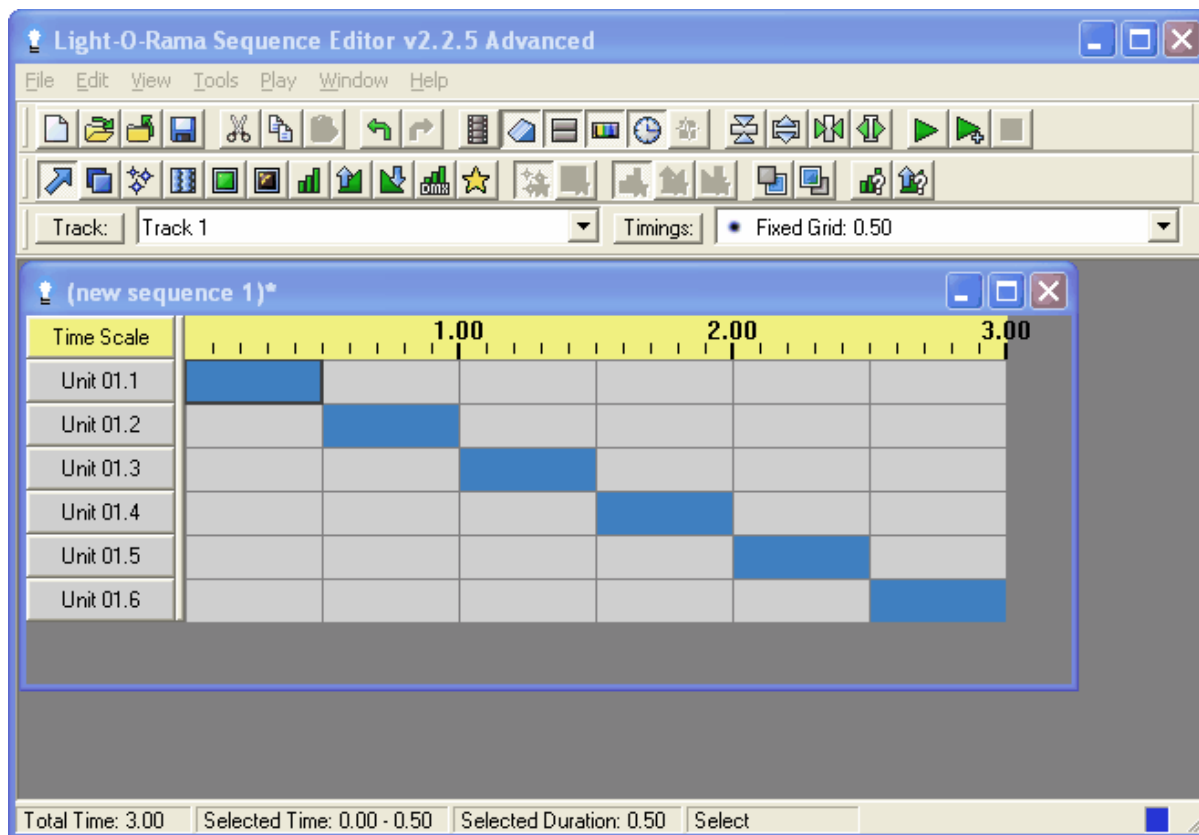 Light-O-Rama Sequence Editor v2.2.5 Advanced
File Edit View Tools Play Window Help
DMX ? ?
Track: Track 1 Timings: Fixed Grid: 0.50
(new sequence 1)*
Time Scale 1.00 2.00 3.00
Unit 01.1
Unit 01.2
Unit 01.3
Unit 01.4
Unit 01.5
Unit 01.6
Total Time: 3.00 Selected Time: 0.00 - 0.50 Selected Duration: 0.50 Select